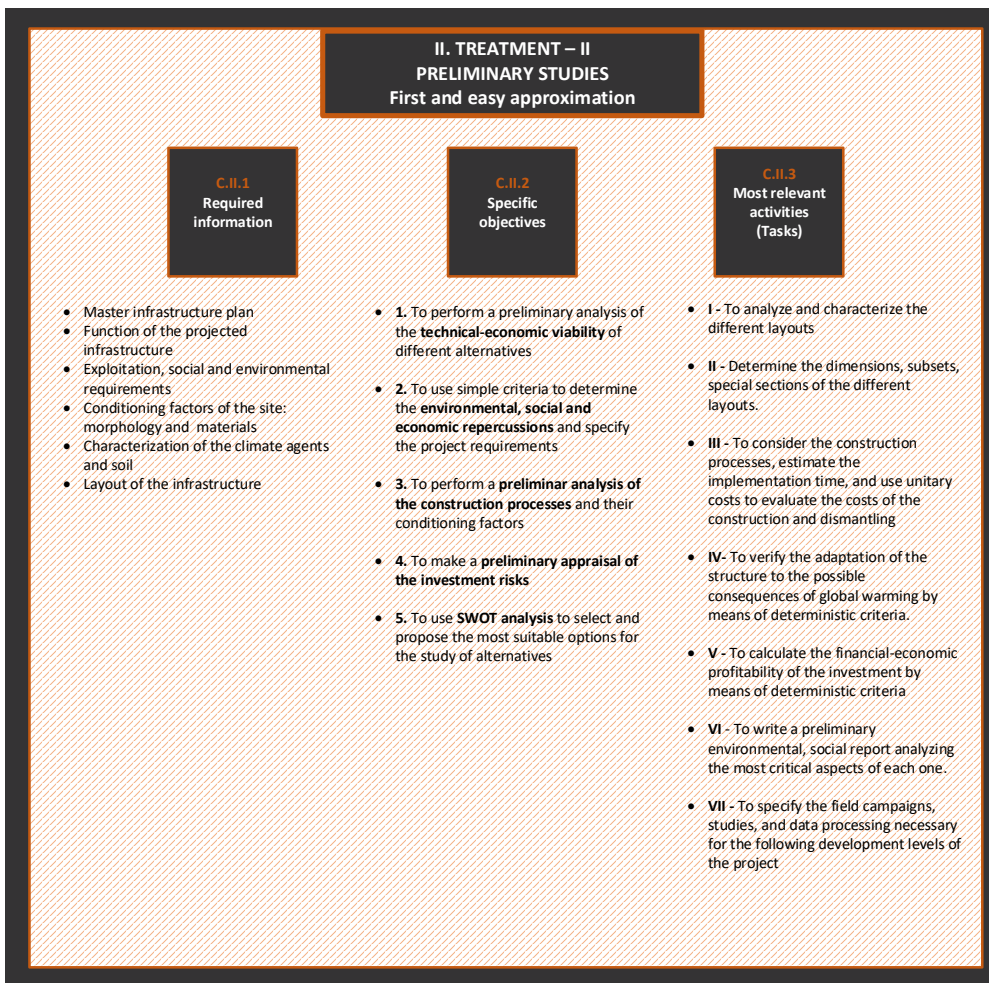 II. TREATMENT – II
PRELIMINARY STUDIES
First and easy approximation
C.II.1
Required
information
• Master infrastructure plan
• Function of the projected
infrastructure
• Exploitation, social and environmental
requirements
• Conditioning factors of the site:
morphology and materials
• Characterization of the climate agents
and soil
• Layout of the infrastructure
C.II.2
Specific
objectives
• 1. To perform a preliminary analysis of
the technical-economic viability of
different alternatives
• 2. To use simple criteria to determine
the environmental, social and
economic repercussions and specify
the project requirements
• 3. To perform a preliminar analysis of
the construction processes and their
conditioning factors
• 4. To make a preliminary appraisal of
the investment risks
• 5. To use SWOT analysis to select and
propose the most suitable options for
the study of alternatives
C.II.3
Most relevant
activities
(Tasks)
• I - To analyze and characterize the
different layouts
• II - Determine the dimensions, subsets,
special sections of the different
layouts.
• III - To consider the construction
processes, estimate the
implementation time, and use unitary
costs to evaluate the costs of the
construction and dismantling
• IV- To verify the adaptation of the
structure to the possible
consequences of global warming by
means of deterministic criteria.
• V - To calculate the financial-economic
profitability of the investment by
means of deterministic criteria
• VI - To write a preliminary
environmental, social report analyzing
the most critical aspects of each one.
• VII - To specify the field campaigns,
studies, and data processing necessary
for the following development levels of
the project